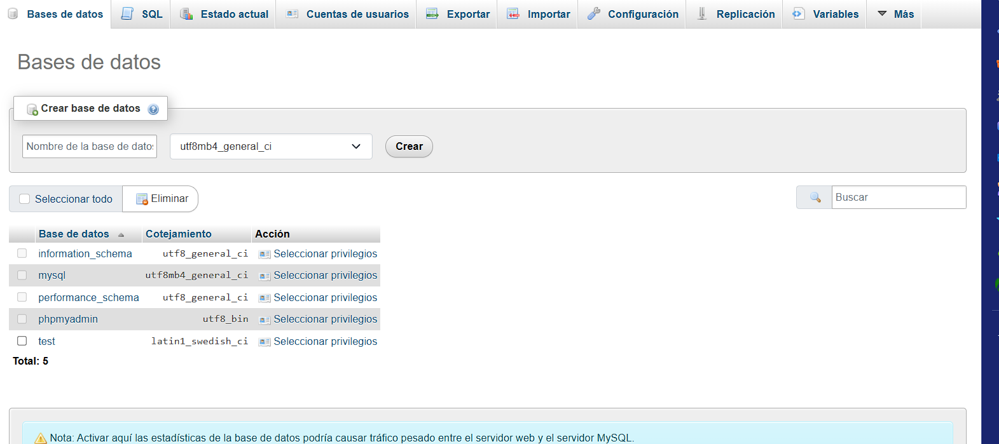 Bases de datos SQL Estado actual Cuentas de usuarios Exportar Importar Configuración Replicación Variables Más
Bases de datos
Crear base de datos
Nombre de la base de datos utf8mb4_general_ci Crear
Seleccionar todo Eliminar Buscar
Base de datos Cotejamiento Acción
information_schema utf8_general_ci Seleccionar privilegios
mysql utf8mb4_general_ci Seleccionar privilegios
performance_schema utf8_general_ci Seleccionar privilegios
phpmyadmin utf8_bin Seleccionar privilegios
test latin1_swedish_ci Seleccionar privilegios
Total: 5
Nota: Activar aquí las estadísticas de la base de datos podría causar tráfico pesado entre el servidor web y el servidor MySQL.